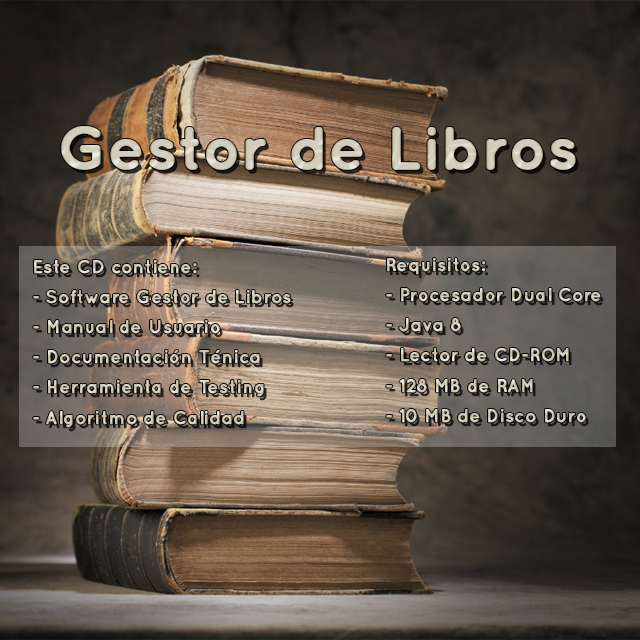 Gestor de Libros
Este CD contiene:
- Software Gestor de Libros
- Manual de Usuario
- Documentación Ténica
- Herramienta de Testing
- Algoritmo de Calidad
Requisitos:
- Procesador Dual Core
- Java 8
- Lector de CD-ROM
- 128 MB de RAM
- 10 MB de Disco Duro